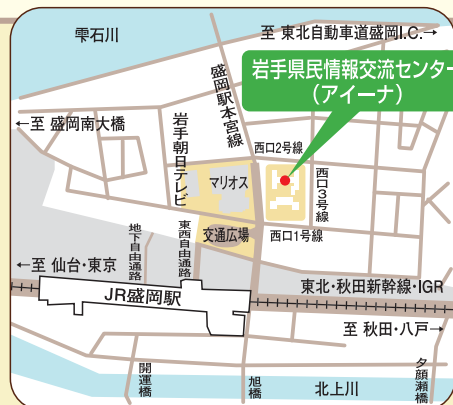 雫石川
至 東北自動車道盛岡I.C.→
盛岡駅本宮線
岩手県民情報交流センター
（アイーナ）
←至 盛岡南大橋
岩手朝日テレビ
西口2号線
マリオス
西口3号線
地下自由通路
東西自由通路
交通広場
西口1号線
←至 仙台・東京
東北・秋田新幹線・IGR
JR盛岡駅
至 秋田・八戸→
開運橋
旭橋
北上川
夕顔瀬橋